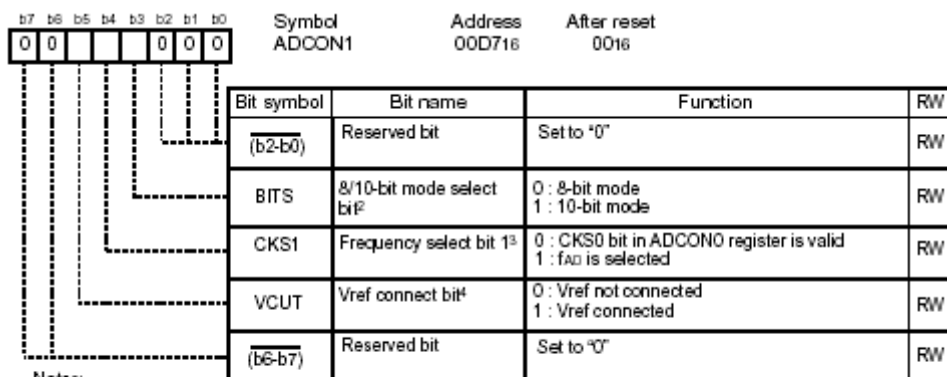 b7 b6 b5 b4 b3 b2 b1 b0
0 0 0 0 0
Symbol Address After reset
ADCON1 00D716 0016
Bit symbol Bit name Function RW
(b2-b0) Reserved bit Set to "0" RW
BITS 8/10-bit mode select bit2 0 : 8-bit mode RW
1 : 10-bit mode
CKS1 Frequency select bit 13 0 : CKS0 bit in ADCON0 register is valid RW
1 : fAD is selected
VCUT Vref connect bit4 0 : Vref not connected RW
1 : Vref connected
(b6-b7) Reserved bit Set to "0" RW
Notes: